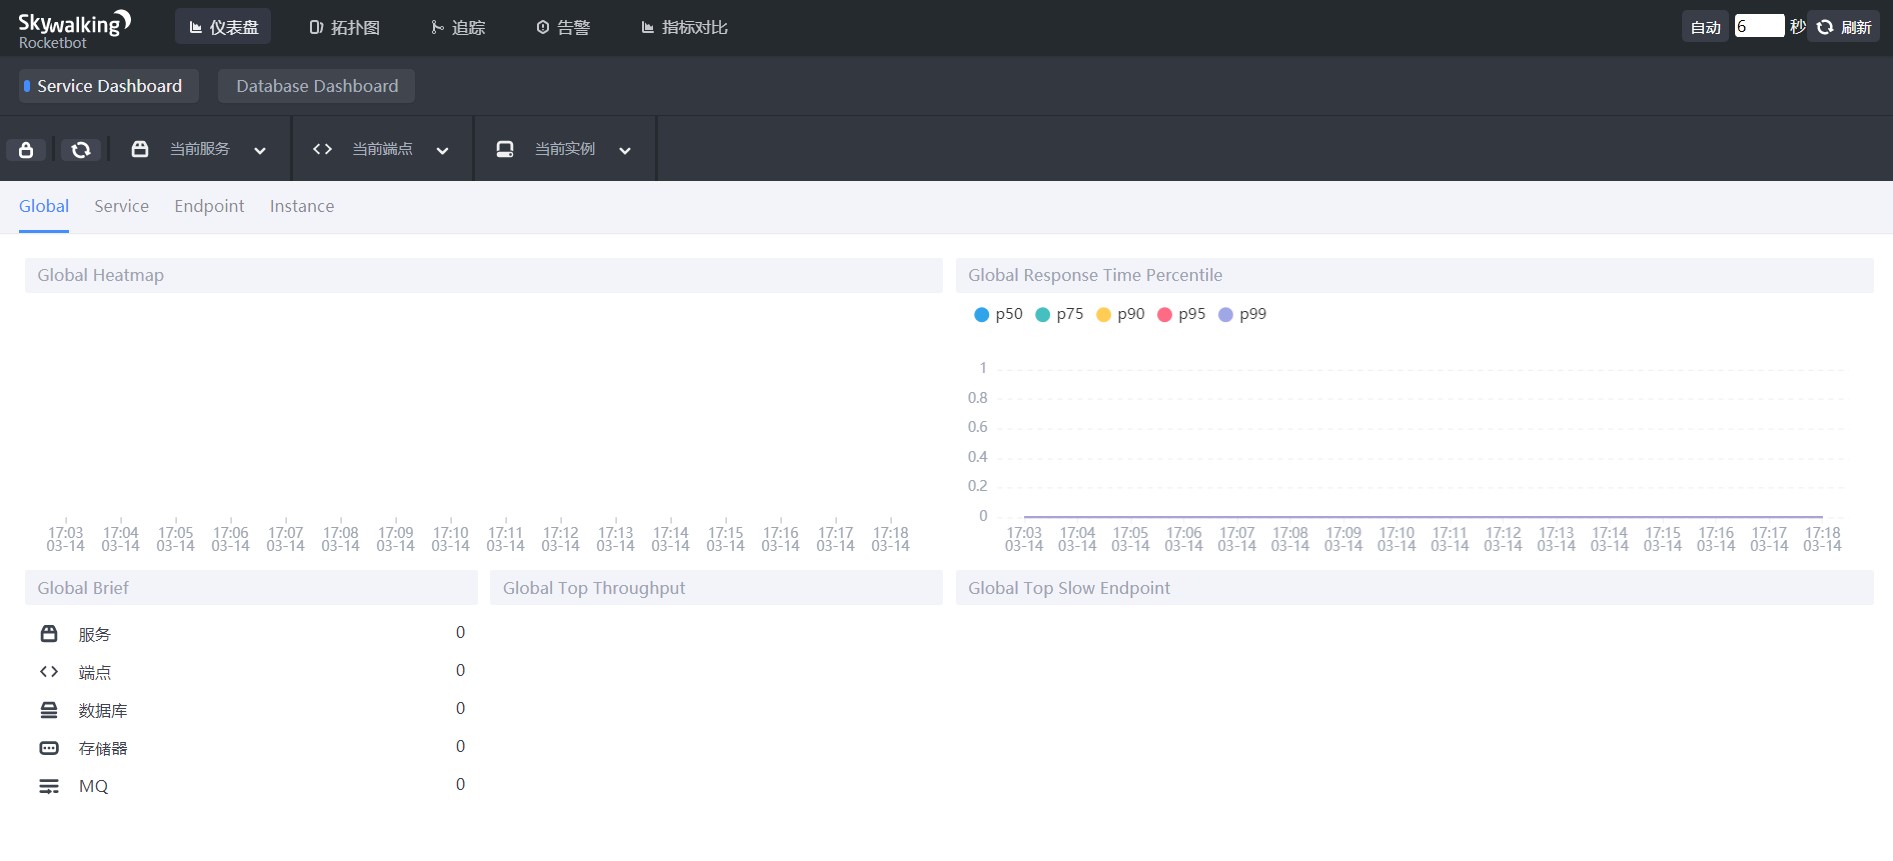 Skywalking
Rocketbot
仪表盘 拓扑图 追踪 告警 指标对比
自动 6 秒 刷新
Service Dashboard Database Dashboard
当前服务 当前端点 当前实例
Global Service Endpoint Instance
Global Heatmap
17:03 17:04 17:05 17:06 17:07 17:08 17:09 17:10 17:11 17:12 17:13 17:14 17:15 17:16 17:17 17:18
03-14 03-14 03-14 03-14 03-14 03-14 03-14 03-14 03-14 03-14 03-14 03-14 03-14 03-14 03-14 03-14
Global Response Time Percentile
p50 p75 p90 p95 p99
1
0.8
0.6
0.4
0.2
0
17:03 17:04 17:05 17:06 17:07 17:08 17:09 17:10 17:11 17:12 17:13 17:14 17:15 17:16 17:17 17:18
03-14 03-14 03-14 03-14 03-14 03-14 03-14 03-14 03-14 03-14 03-14 03-14 03-14 03-14 03-14 03-14
Global Brief
服务 0
端点 0
数据库 0
存储器 0
MQ 0
Global Top Throughput
Global Top Slow Endpoint